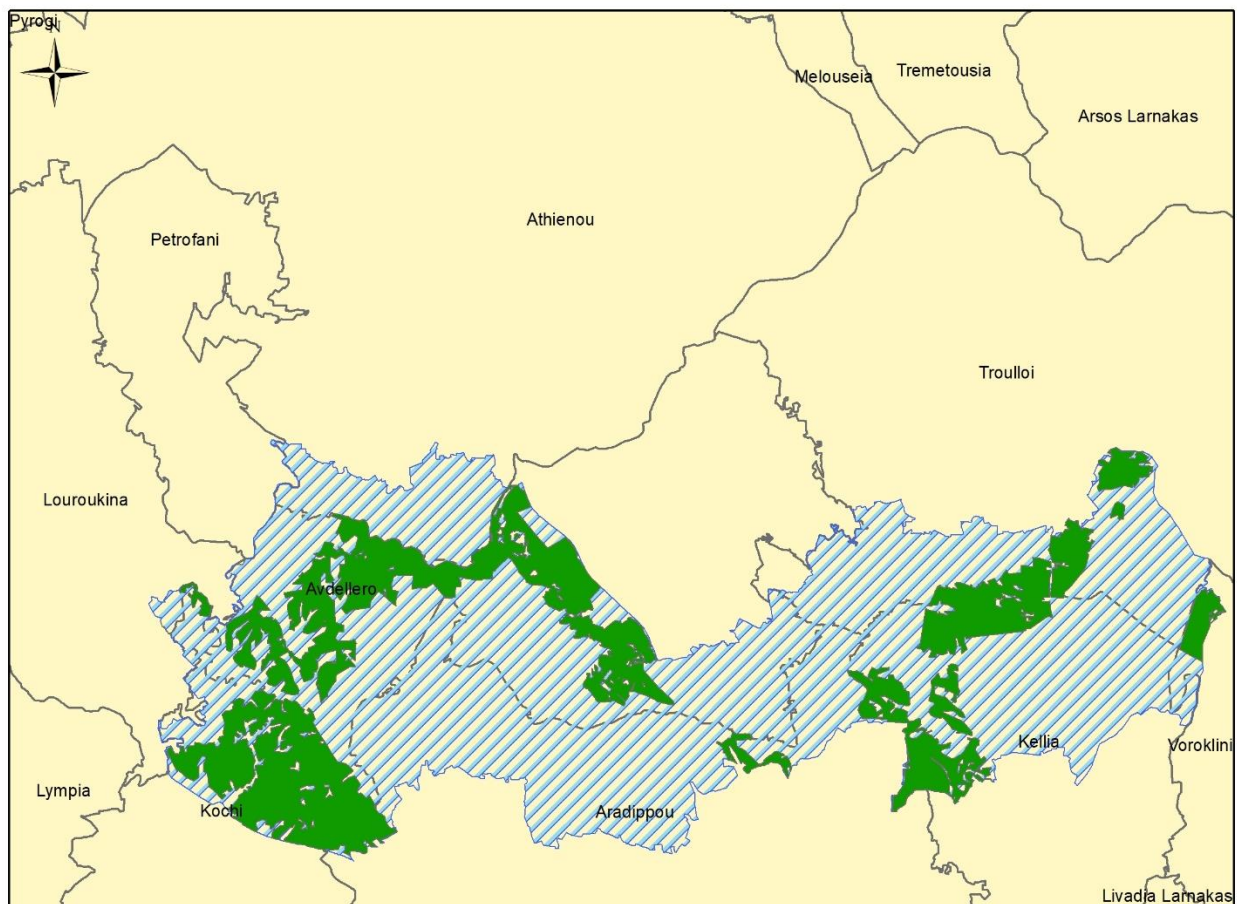 Pyrogi
N
Melouseia
Tremetousia
Arsos Larnakas
Athienou
Petrofani
Troulloi
Louroukina
Avdellero
Kellia
Voroklini
Lympia
Kochi
Aradippou
Livadia Larnakas